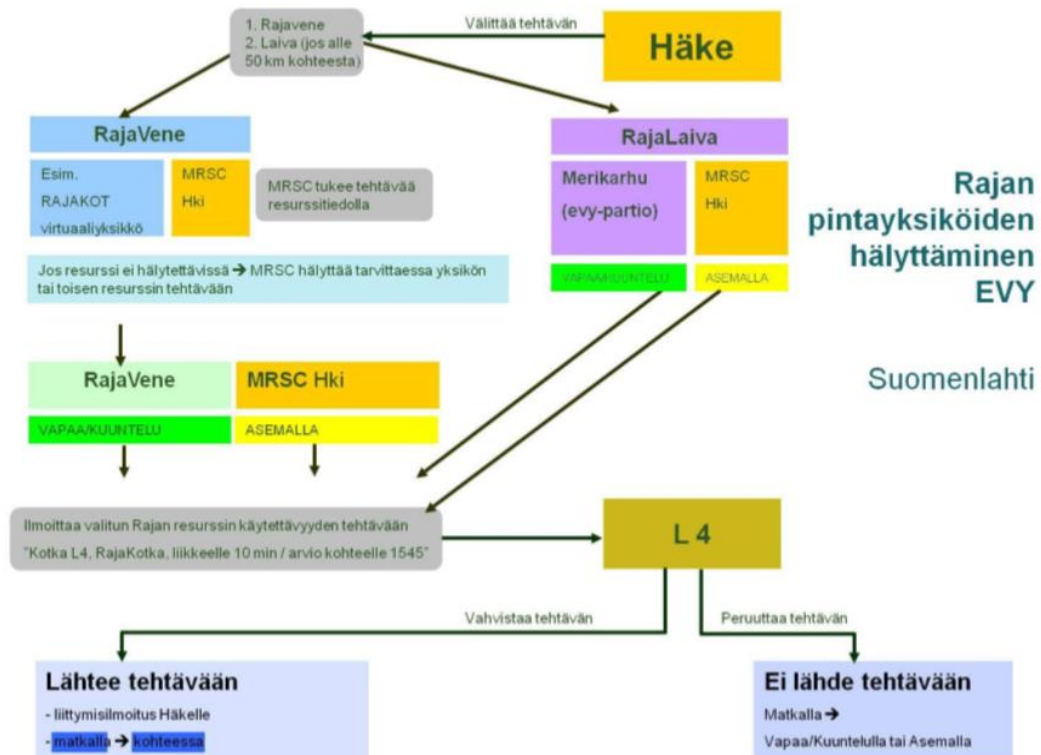 1. Rajavene
2. Laiva (jos alle
50 km kohteesta)
Välittää tehtävän
Häke
RajaVene
Esim.
RAJAKOT
virtuaaliyksikkö
MRSC
Hki
MRSC tukee tehtävää
resurssitiedolla
RajaLaiva
Merikarhu
(evy-partio)
MRSC
Hki
VAPAA/KUUNTELU
ASEMALLA
Rajan
pintayksiköiden
hälyttäminen
EVY
Suomenlahti
Jos resurssi ei hälytettävissä → MRSC hälyttää tarvittaessa yksikön
tai toisen resurssin tehtävään
RajaVene
MRSC Hki
VAPAA/KUUNTELU
ASEMALLA
Ilmoittaa valitun Rajan resurssin käytettävyyden tehtävään
"Kotka L4, RajaKotka, liikkeelle 10 min / arvio kohteelle 1545"
L 4
Vahvistaa tehtävän
Peruuttaa tehtävän
Lähtee tehtävään
- liittymisilmoitus Häkelle
- matkalla → kohteessa
Ei lähde tehtävään
Matkalla →
Vapaa/Kuuntelulla tai Asemalla